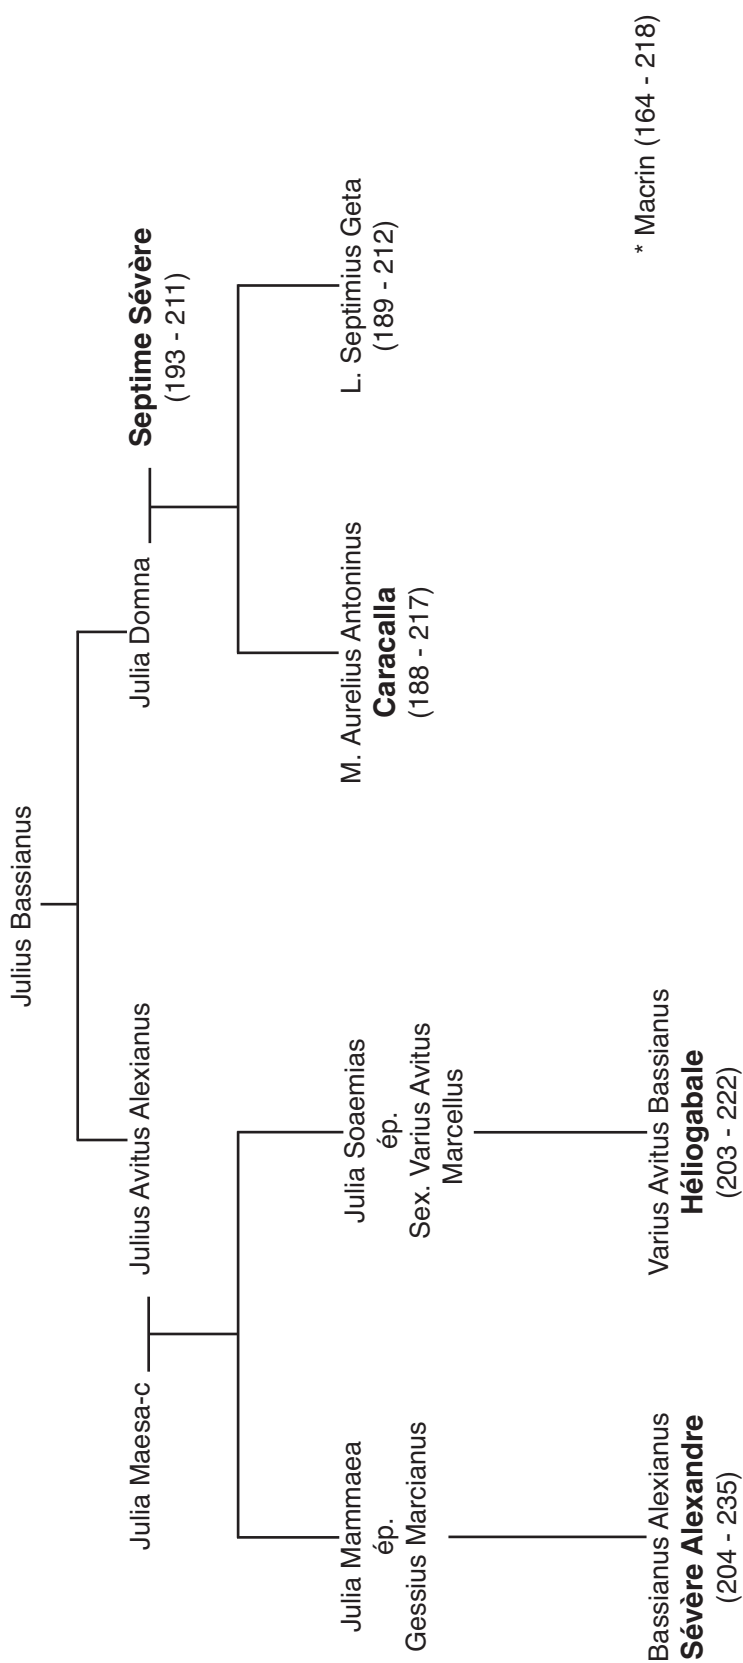 Julius Bassianus
Julia Maesa-c
Julius Avitus Alexianus
Julia Domna
Septime Sévère
(193 - 211)
Julia Mammaea
ép.
Gessius Marcianus
Julia Soaemias
ép.
Sex. Varius Avitus
Marcellus
M. Aurelius Antoninus
Caracalla
(188 - 217)
L. Septimius Geta
(189 - 212)
Bassianus Alexianus
Sévère Alexandre
(204 - 235)
Varius Avitus Bassianus
Héliogabale
(203 - 222)
* Macrin (164 - 218)